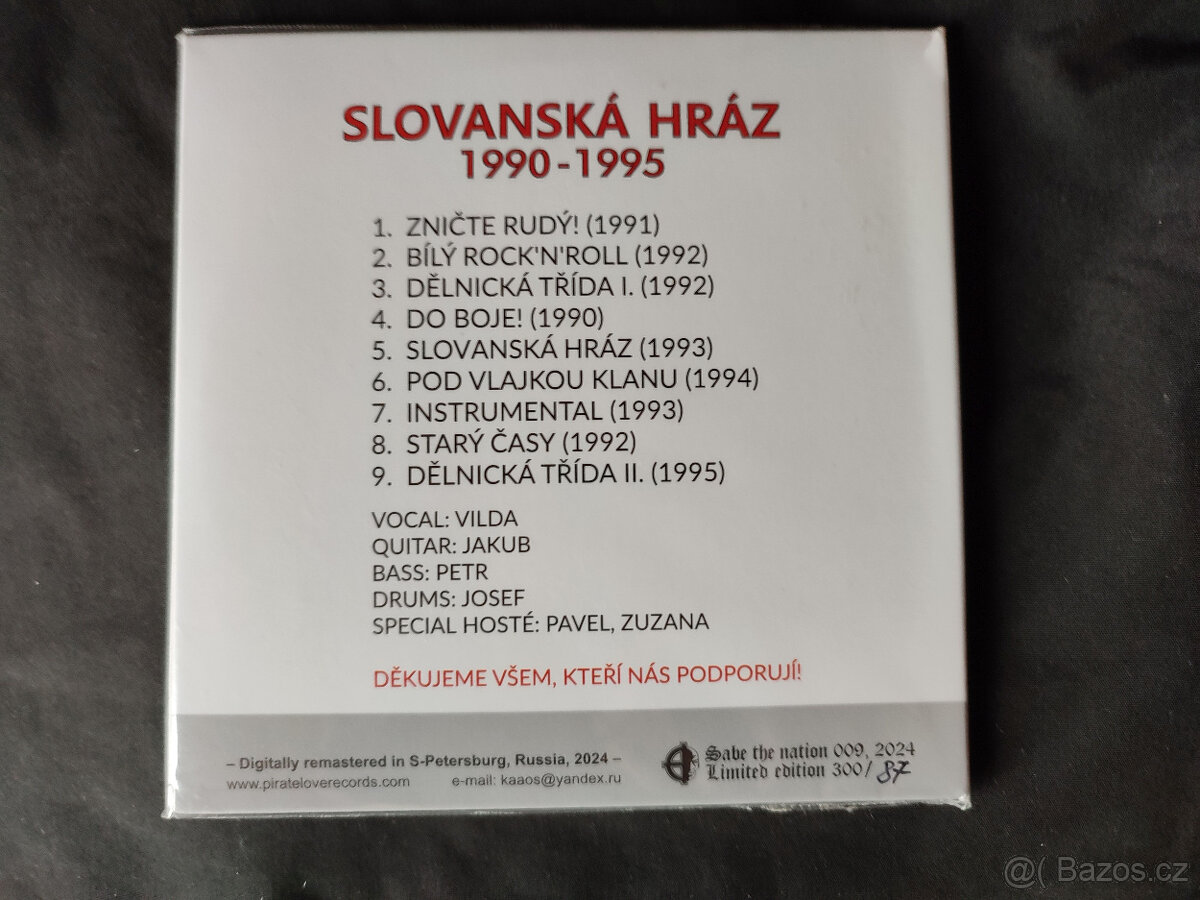 SLOVANSKÁ HRÁZ
1990-1995
1. ZNIČTE RUDÝ! (1991)
2. BÍLÝ ROCK'N'ROLL (1992)
3. DĚLNICKÁ TŘÍDA I. (1992)
4. DO BOJE! (1990)
5. SLOVANSKÁ HRÁZ (1993)
6. POD VLAJKOU KLANU (1994)
7. INSTRUMENTAL (1993)
8. STARÝ ČASY (1992)
9. DĚLNICKÁ TŘÍDA II. (1995)
VOCAL: VILDA
QUITAR: JAKUB
BASS: PETR
DRUMS: JOSEF
SPECIAL HOSTÉ: PAVEL, ZUZANA
DĚKUJEME VŠEM, KTEŘÍ NÁS PODPORUJÍ!
– Digitally remastered in S-Petersburg, Russia, 2024 –
www.pirateloverecords.com e-mail: kaaos@yandex.ru
Sabe the nation 009, 2024
Limited edition 300/ 87
@( Bazos.cz